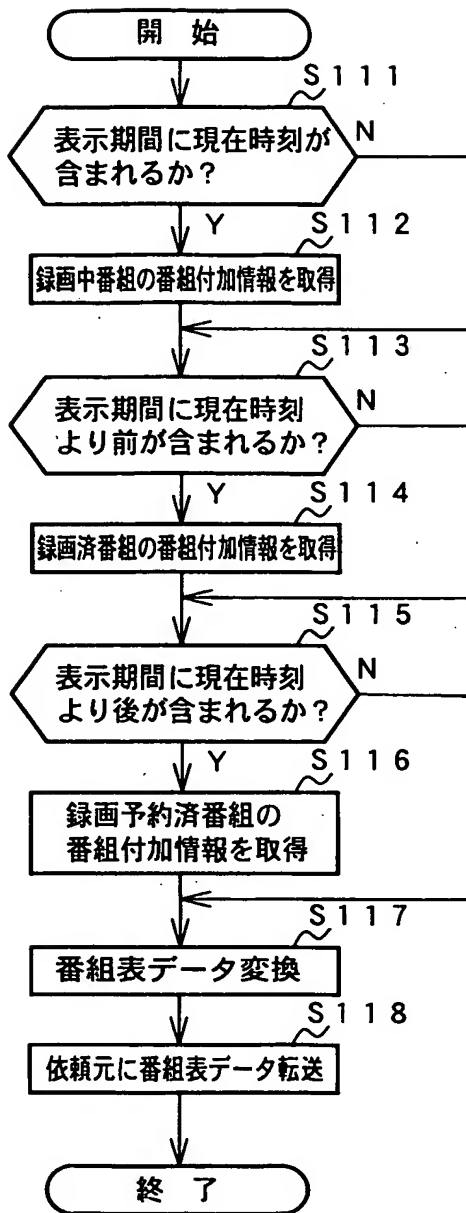 開 始
S111
表示期間に現在時刻が
含まれるか?
N
Y
S112
録画中番組の番組付加情報を取得
S113
表示期間に現在時刻
より前が含まれるか?
N
Y
S114
録画済番組の番組付加情報を取得
S115
表示期間に現在時刻
より後が含まれるか?
N
Y
S116
録画予約済番組の
番組付加情報を取得
S117
番組表データ変換
S118
依頼元に番組表データ転送
終 了